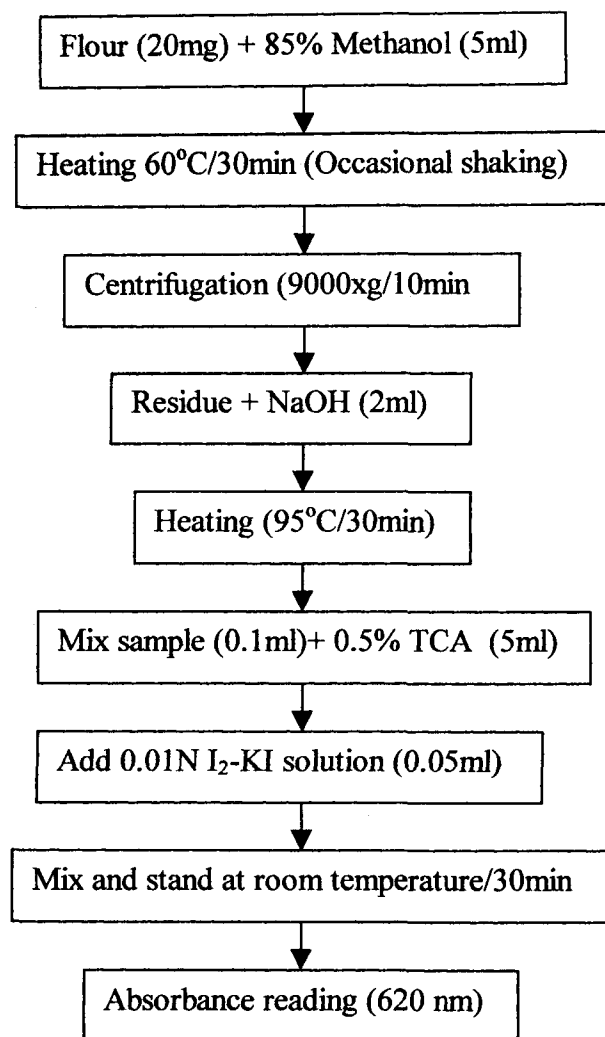 Flour (20mg) + 85% Methanol (5ml)
Heating 60°C/30min (Occasional shaking)
Centrifugation (9000xg/10min
Residue + NaOH (2ml)
Heating (95°C/30min)
Mix sample (0.1ml)+ 0.5% TCA (5ml)
Add 0.01N I₂-KI solution (0.05ml)
Mix and stand at room temperature/30min
Absorbance reading (620 nm)